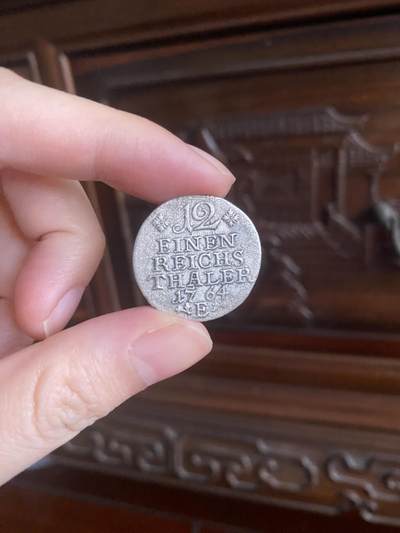 12
EINEN
REICHS
THALER
1764
E